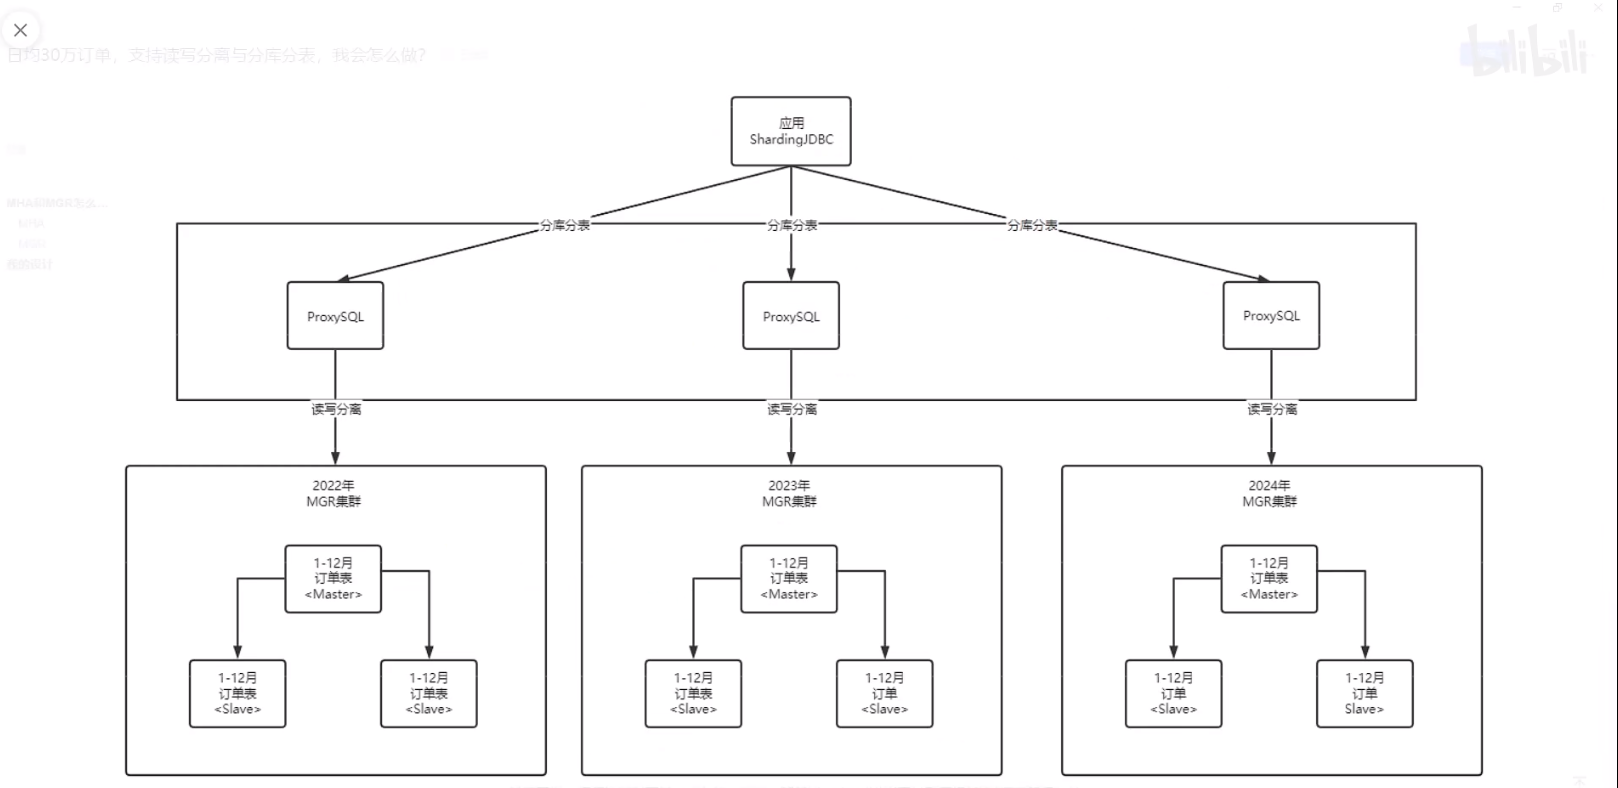 日均30万订单，支持读写分离与分库分表，我会怎么做?
bilibili
应用
ShardingJDBC
分库分表
分库分表
分库分表
ProxySQL
ProxySQL
ProxySQL
读写分离
读写分离
读写分离
2022年
MGR集群
1-12月
订单表
<Master>
1-12月
订单表
<Slave>
1-12月
订单表
<Slave>
2023年
MGR集群
1-12月
订单表
<Master>
1-12月
订单表
<Slave>
1-12月
订单
<Slave>
2024年
MGR集群
1-12月
订单表
<Master>
1-12月
订单
<Slave>
1-12月
订单
Slave>